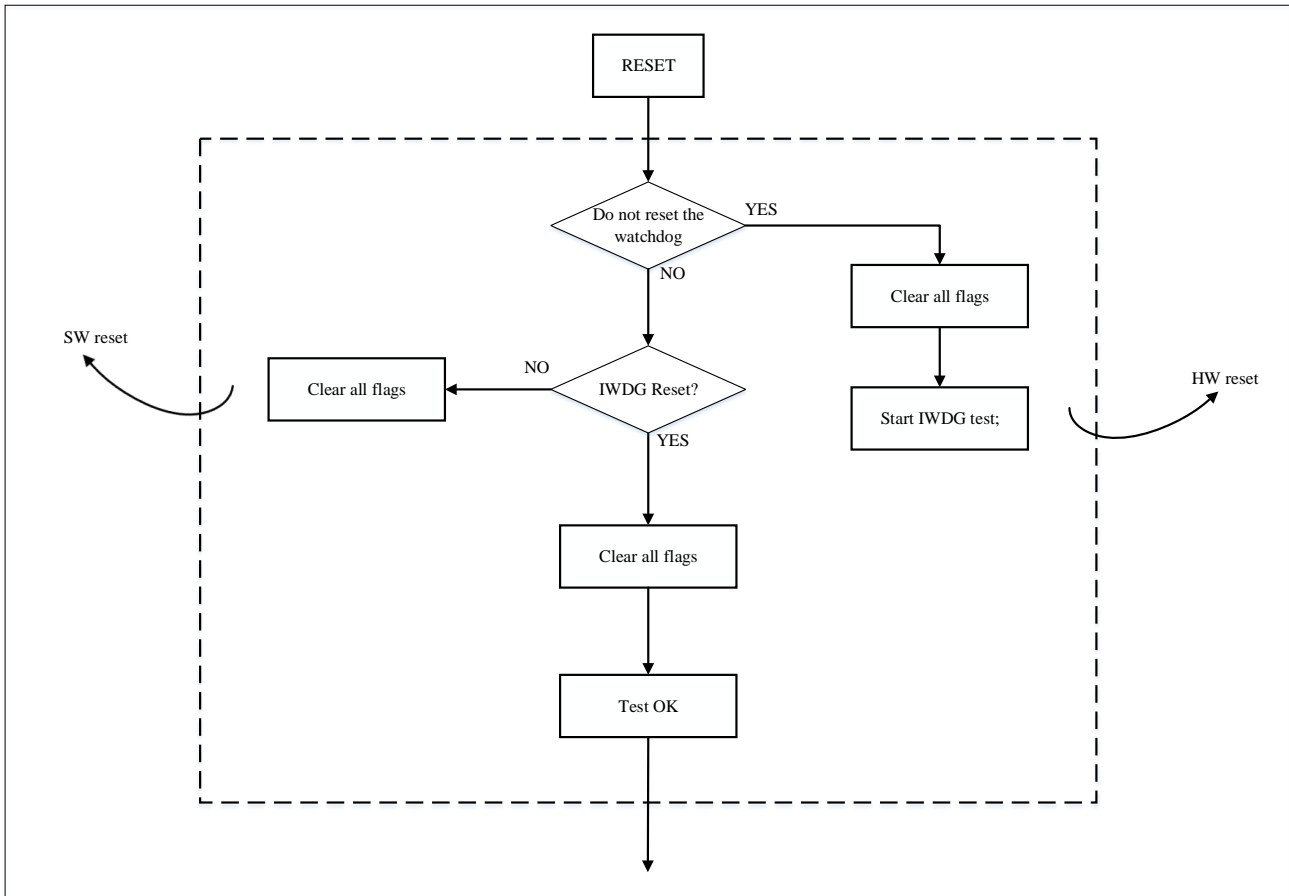 RESET
Do not reset the
watchdog
YES
NO
Clear all flags
SW reset
NO
Clear all flags
IWDG Reset?
HW reset
Start IWDG test;
YES
Clear all flags
Test OK